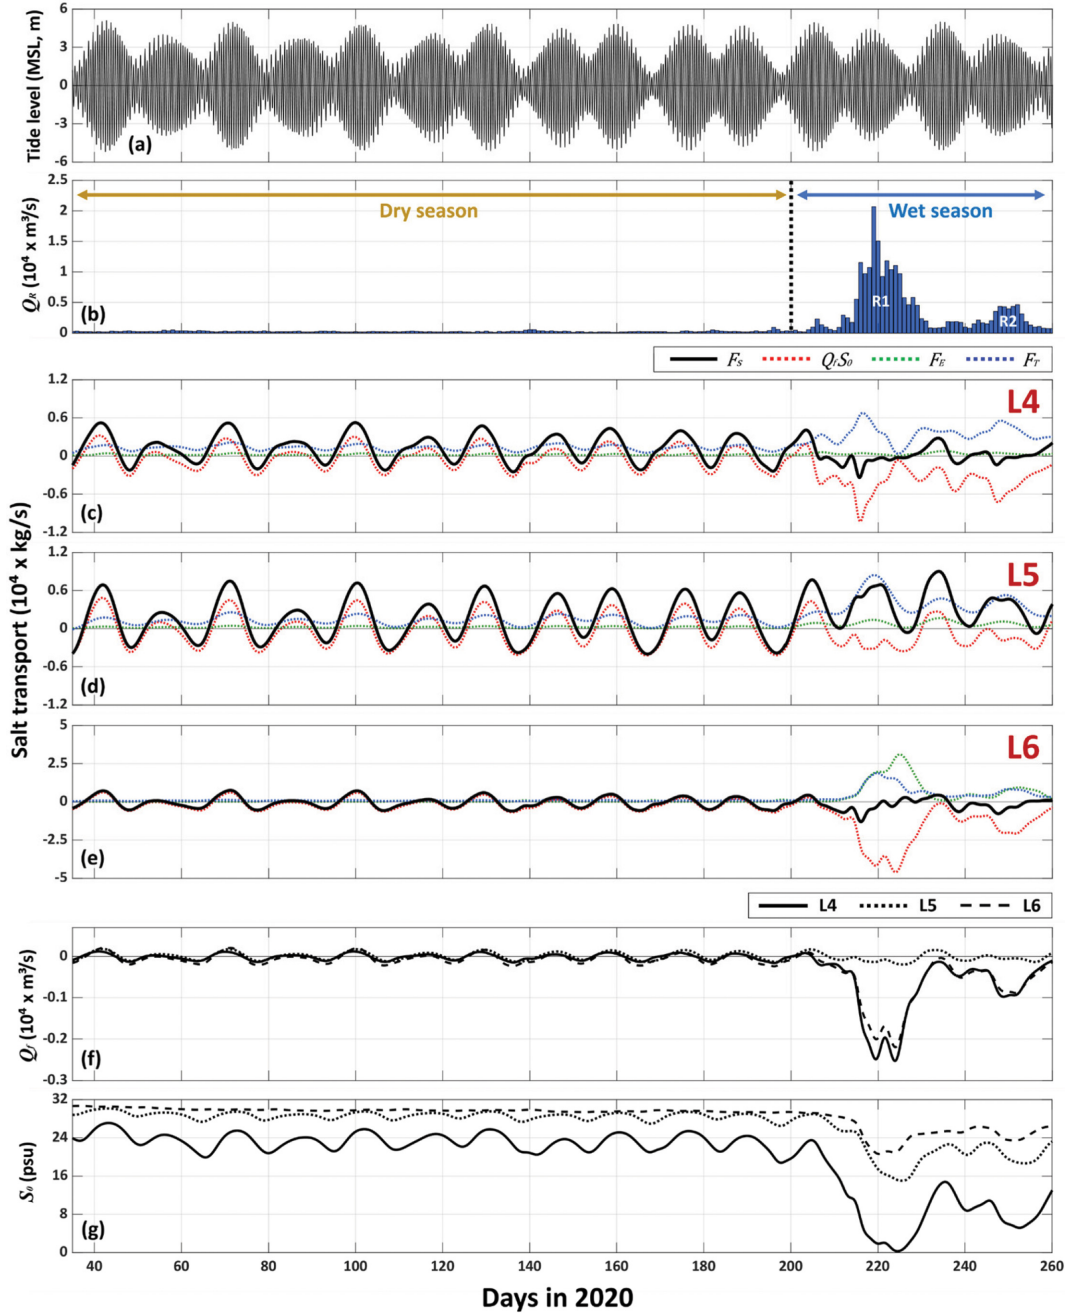 Tide level (MSL, m)
6
3
0
-3
-6
(a)
Q_R (10⁴ x m³/s)
2.5
2
1.5
1
0.5
0
Dry season
Wet season
R1
R2
(b)
F_S Q_fS_0 F_E F_T
Salt transport (10⁴ x kg/s)
1.2
0.6
0
-0.6
-1.2
L4
(c)
1.2
0.6
0
-0.6
-1.2
L5
(d)
5
2.5
0
-2.5
-5
L6
(e)
L4 L5 L6
Q_f (10⁴ x m³/s)
0
-0.1
-0.2
-0.3
(f)
S_0 (psu)
32
24
16
8
0
(g)
40 60 80 100 120 140 160 180 200 220 240 260
Days in 2020